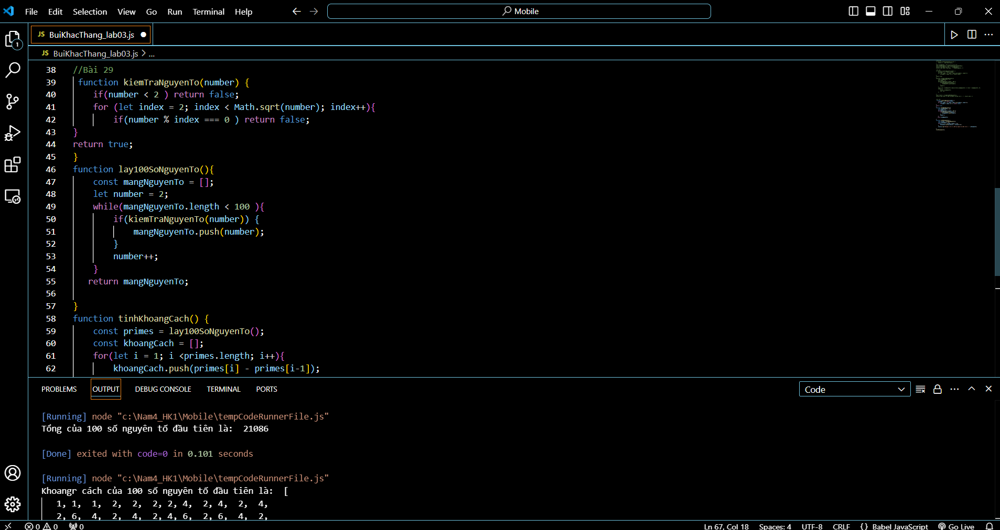 File Edit Selection View Go Run Terminal Help
Mobile
JS BuiKhacThang_lab03.js
1
JS BuiKhacThang_lab03.js > ...
38 //Bài 29
39 function kiemTraNguyenTo(number) {
40 if(number < 2 ) return false;
41 for (let index = 2; index < Math.sqrt(number); index++){
42 if(number % index === 0 ) return false;
43 }
44 return true;
45 }
46 function lay100SoNguyenTo(){
47 const mangNguyenTo = [];
48 let number = 2;
49 while(mangNguyenTo.length < 100 ){
50 if(kiemTraNguyenTo(number)) {
51 mangNguyenTo.push(number);
52 }
53 number++;
54 }
55 return mangNguyenTo;
56
57 }
58 function tinhKhoangCach() {
59 const primes = lay100SoNguyenTo();
60 const khoangCach = [];
61 for(let i = 1; i <primes.length; i++){
62 khoangCach.push(primes[i] - primes[i-1]);
PROBLEMS OUTPUT DEBUG CONSOLE TERMINAL PORTS
Code
[Running] node "c:\Nam4_HK1\Mobile\tempCodeRunnerFile.js"
Tổng của 100 số nguyên tố đầu tiên là:  21086
[Done] exited with code=0 in 0.101 seconds
[Running] node "c:\Nam4_HK1\Mobile\tempCodeRunnerFile.js"
Khoangr cách của 100 số nguyên tố đầu tiên là:  [
1, 1,  1,  2,  2,  2, 2, 4,  2, 4,  2,  4,
2, 6,  4,  2,  4,  2, 4, 6,  2, 6,  4,  2,
0 0 0
Ln 67, Col 18 Spaces: 4 UTF-8 CRLF {} Babel JavaScript Go Live